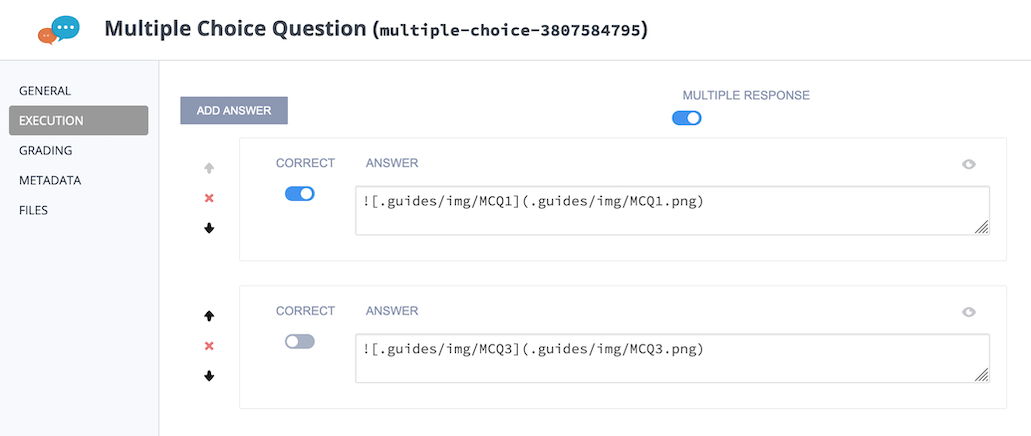 Multiple Choice Question (multiple-choice-3807584795)
GENERAL
EXECUTION
GRADING
METADATA
FILES
ADD ANSWER
MULTIPLE RESPONSE
CORRECT ANSWER
![.guides/img/MCQ1](.guides/img/MCQ1.png)
CORRECT ANSWER
![.guides/img/MCQ3](.guides/img/MCQ3.png)